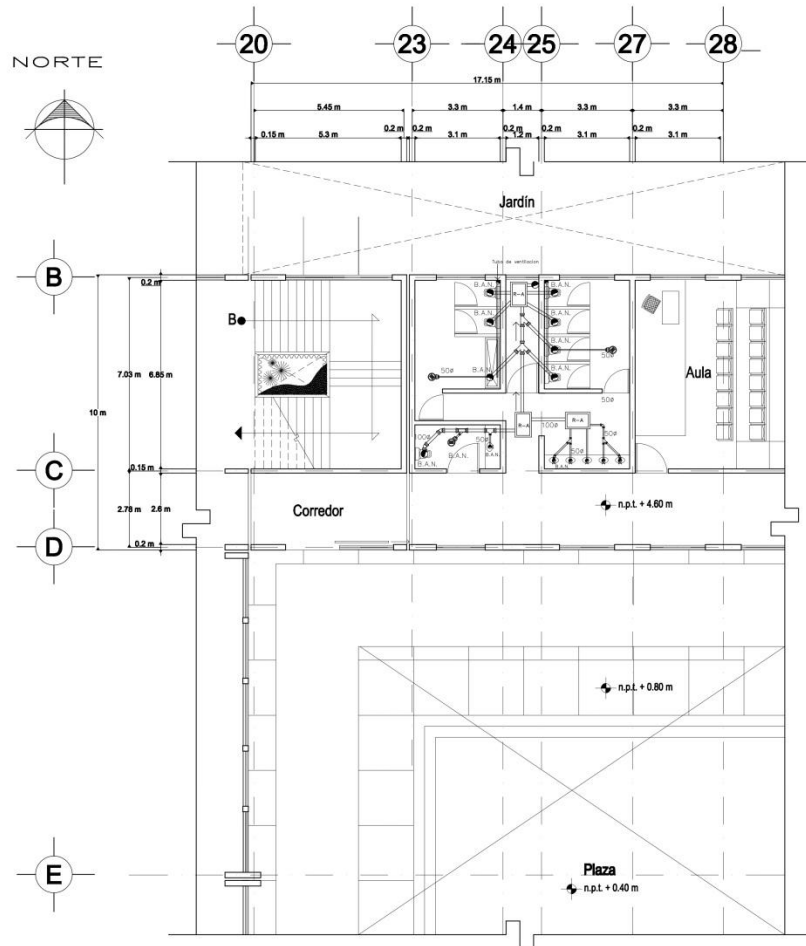 20 23 24 25 27 28
NORTE
17.15 m
5.45 m 3.3 m 1.4 m 3.3 m 3.3 m
0.2 m 0.2 m 0.2 m 0.2 m 0.2 m
0.15 m 5.3 m 3.1 m 1.2 m 3.1 m 3.1 m
Jardín
Tubo de ventilacion
B
0.2 m
B.A.N. B.A.N.
R-A
B
50ø
7.03 m 6.85 m
Aula
10 m
50ø
50ø
100ø 50ø 100ø R-A R-A 50ø
50ø
C
0.15 m
B.A.N. B.A.N. B.A.N. B.A.N.
2.78 m 2.6 m
Corredor
n.p.t. + 4.60 m
D
0.2 m
n.p.t. + 0.80 m
E
Plaza
n.p.t. + 0.40 m